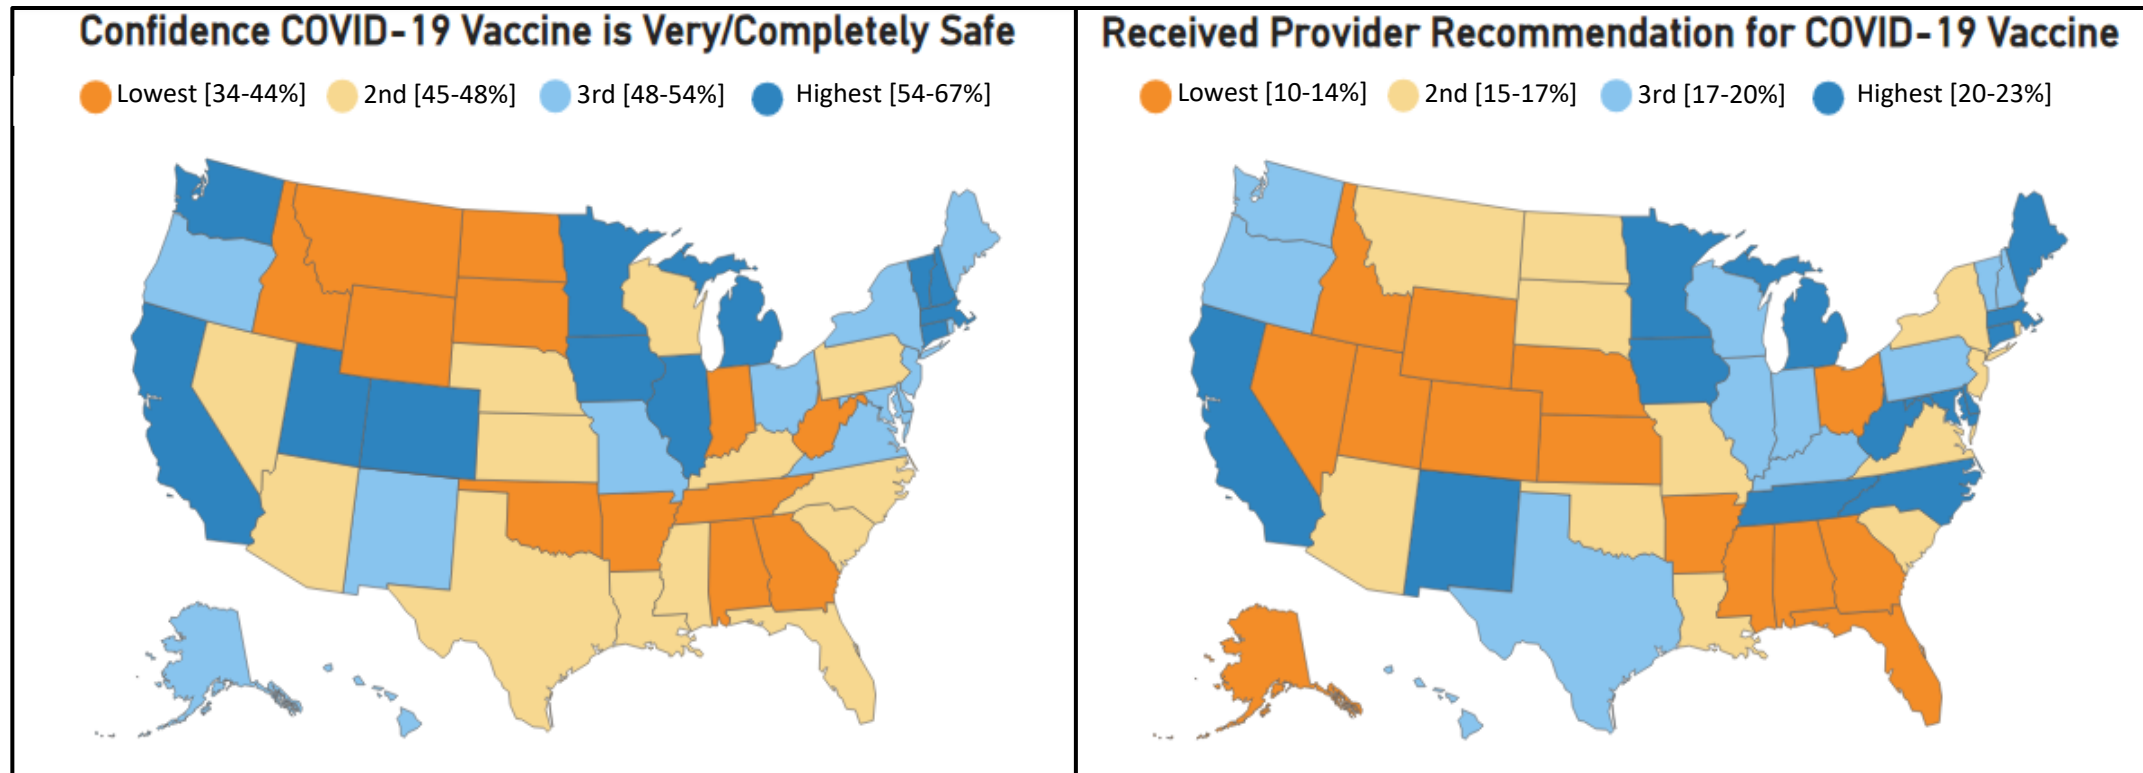 Confidence COVID-19 Vaccine is Very/Completely Safe
Lowest [34-44%] 2nd [45-48%] 3rd [48-54%] Highest [54-67%]
Received Provider Recommendation for COVID-19 Vaccine
Lowest [10-14%] 2nd [15-17%] 3rd [17-20%] Highest [20-23%]